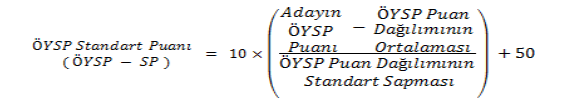 Adayın ÖYSP Puan
ÖYSP − Dağılımının
ÖYSP Standart Puanı Puanı Ortalaması
( ÖYSP − SP ) = 10 × + 50
ÖYSP Puan Dağılımının
Standart Sapması